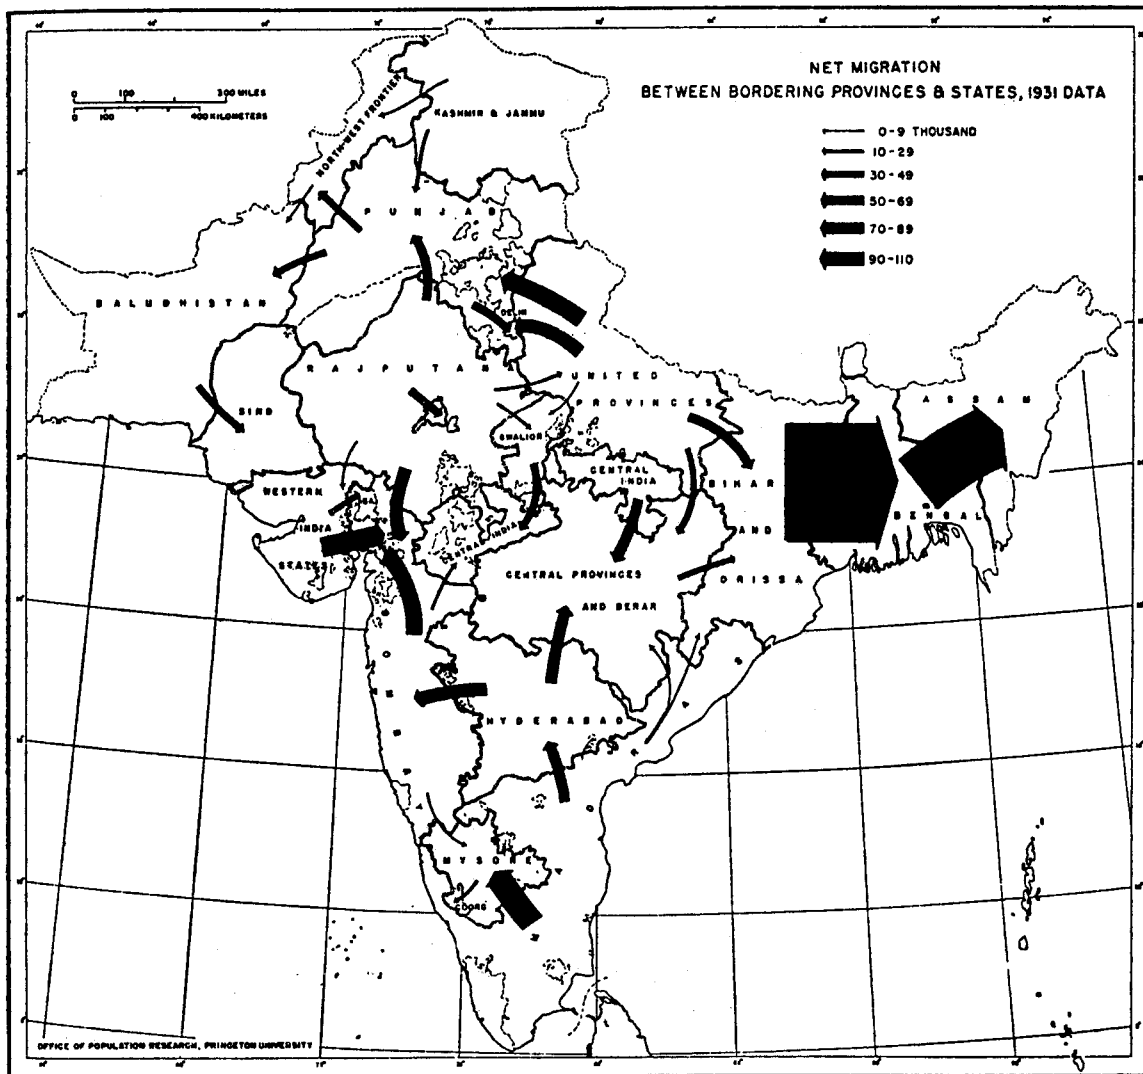 NET MIGRATION
BETWEEN BORDERING PROVINCES & STATES, 1931 DATA
0 100 300 MILES
0 100 400 KILOMETERS
0-9 THOUSAND
10-29
30-49
50-69
70-89
90-110
NORTH-WEST FRONTIER
KASHMIR & JAMMU
PUNJAB
BALUDHISTAN
DELHI
RAJPUTANA
UNITED
PROVINCES
SIND
GWALIOR
ASSAM
CENTRAL
INDIA
BIHAR
AND
ORISSA
BENGAL
WESTERN
INDIA
STATES
CENTRAL INDIA
CENTRAL PROVINCES
AND BERAR
HYDERABAD
MYSORE
COORG
OFFICE OF POPULATION RESEARCH, PRINCETON UNIVERSITY